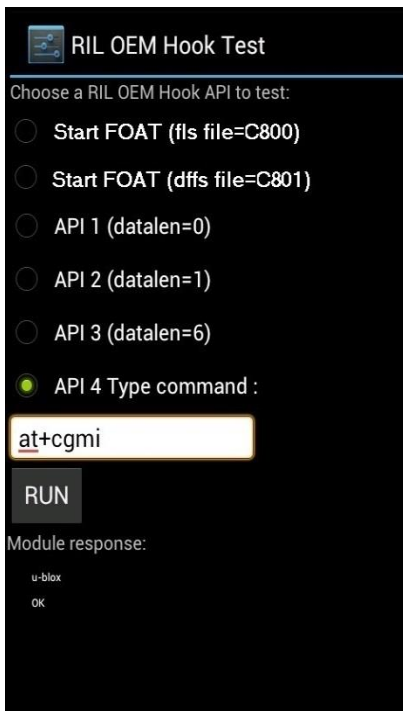 RIL OEM Hook Test
Choose a RIL OEM Hook API to test:
Start FOAT (fls file=C800)
Start FOAT (dffs file=C801)
API 1 (datalen=0)
API 2 (datalen=1)
API 3 (datalen=6)
API 4 Type command :
at+cgmi
RUN
Module response:
u-blox
OK